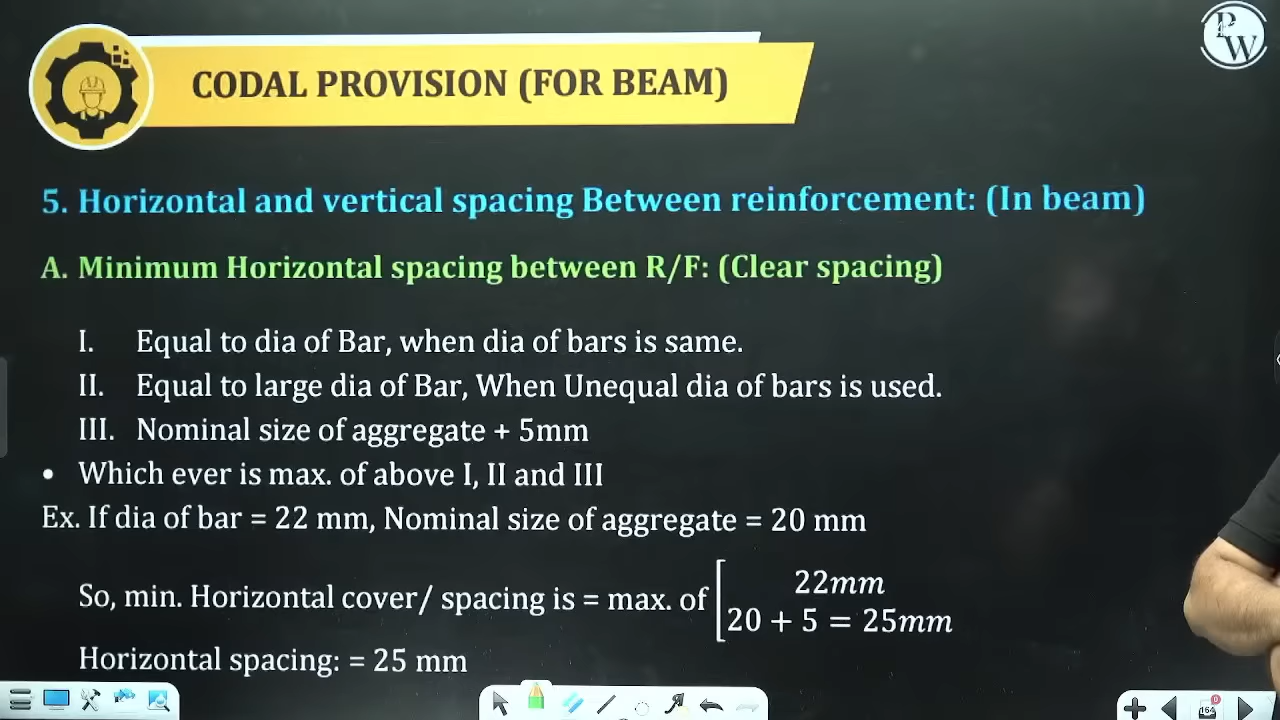 PW
CODAL PROVISION (FOR BEAM)
5. Horizontal and vertical spacing Between reinforcement: (In beam)
A. Minimum Horizontal spacing between R/F: (Clear spacing)
I. Equal to dia of Bar, when dia of bars is same.
II. Equal to large dia of Bar, When Unequal dia of bars is used.
III. Nominal size of aggregate + 5mm
• Which ever is max. of above I, II and III
Ex. If dia of bar = 22 mm, Nominal size of aggregate = 20 mm
22mm
So, min. Horizontal cover/ spacing is = max. of
20 + 5 = 25mm
Horizontal spacing: = 25 mm
164